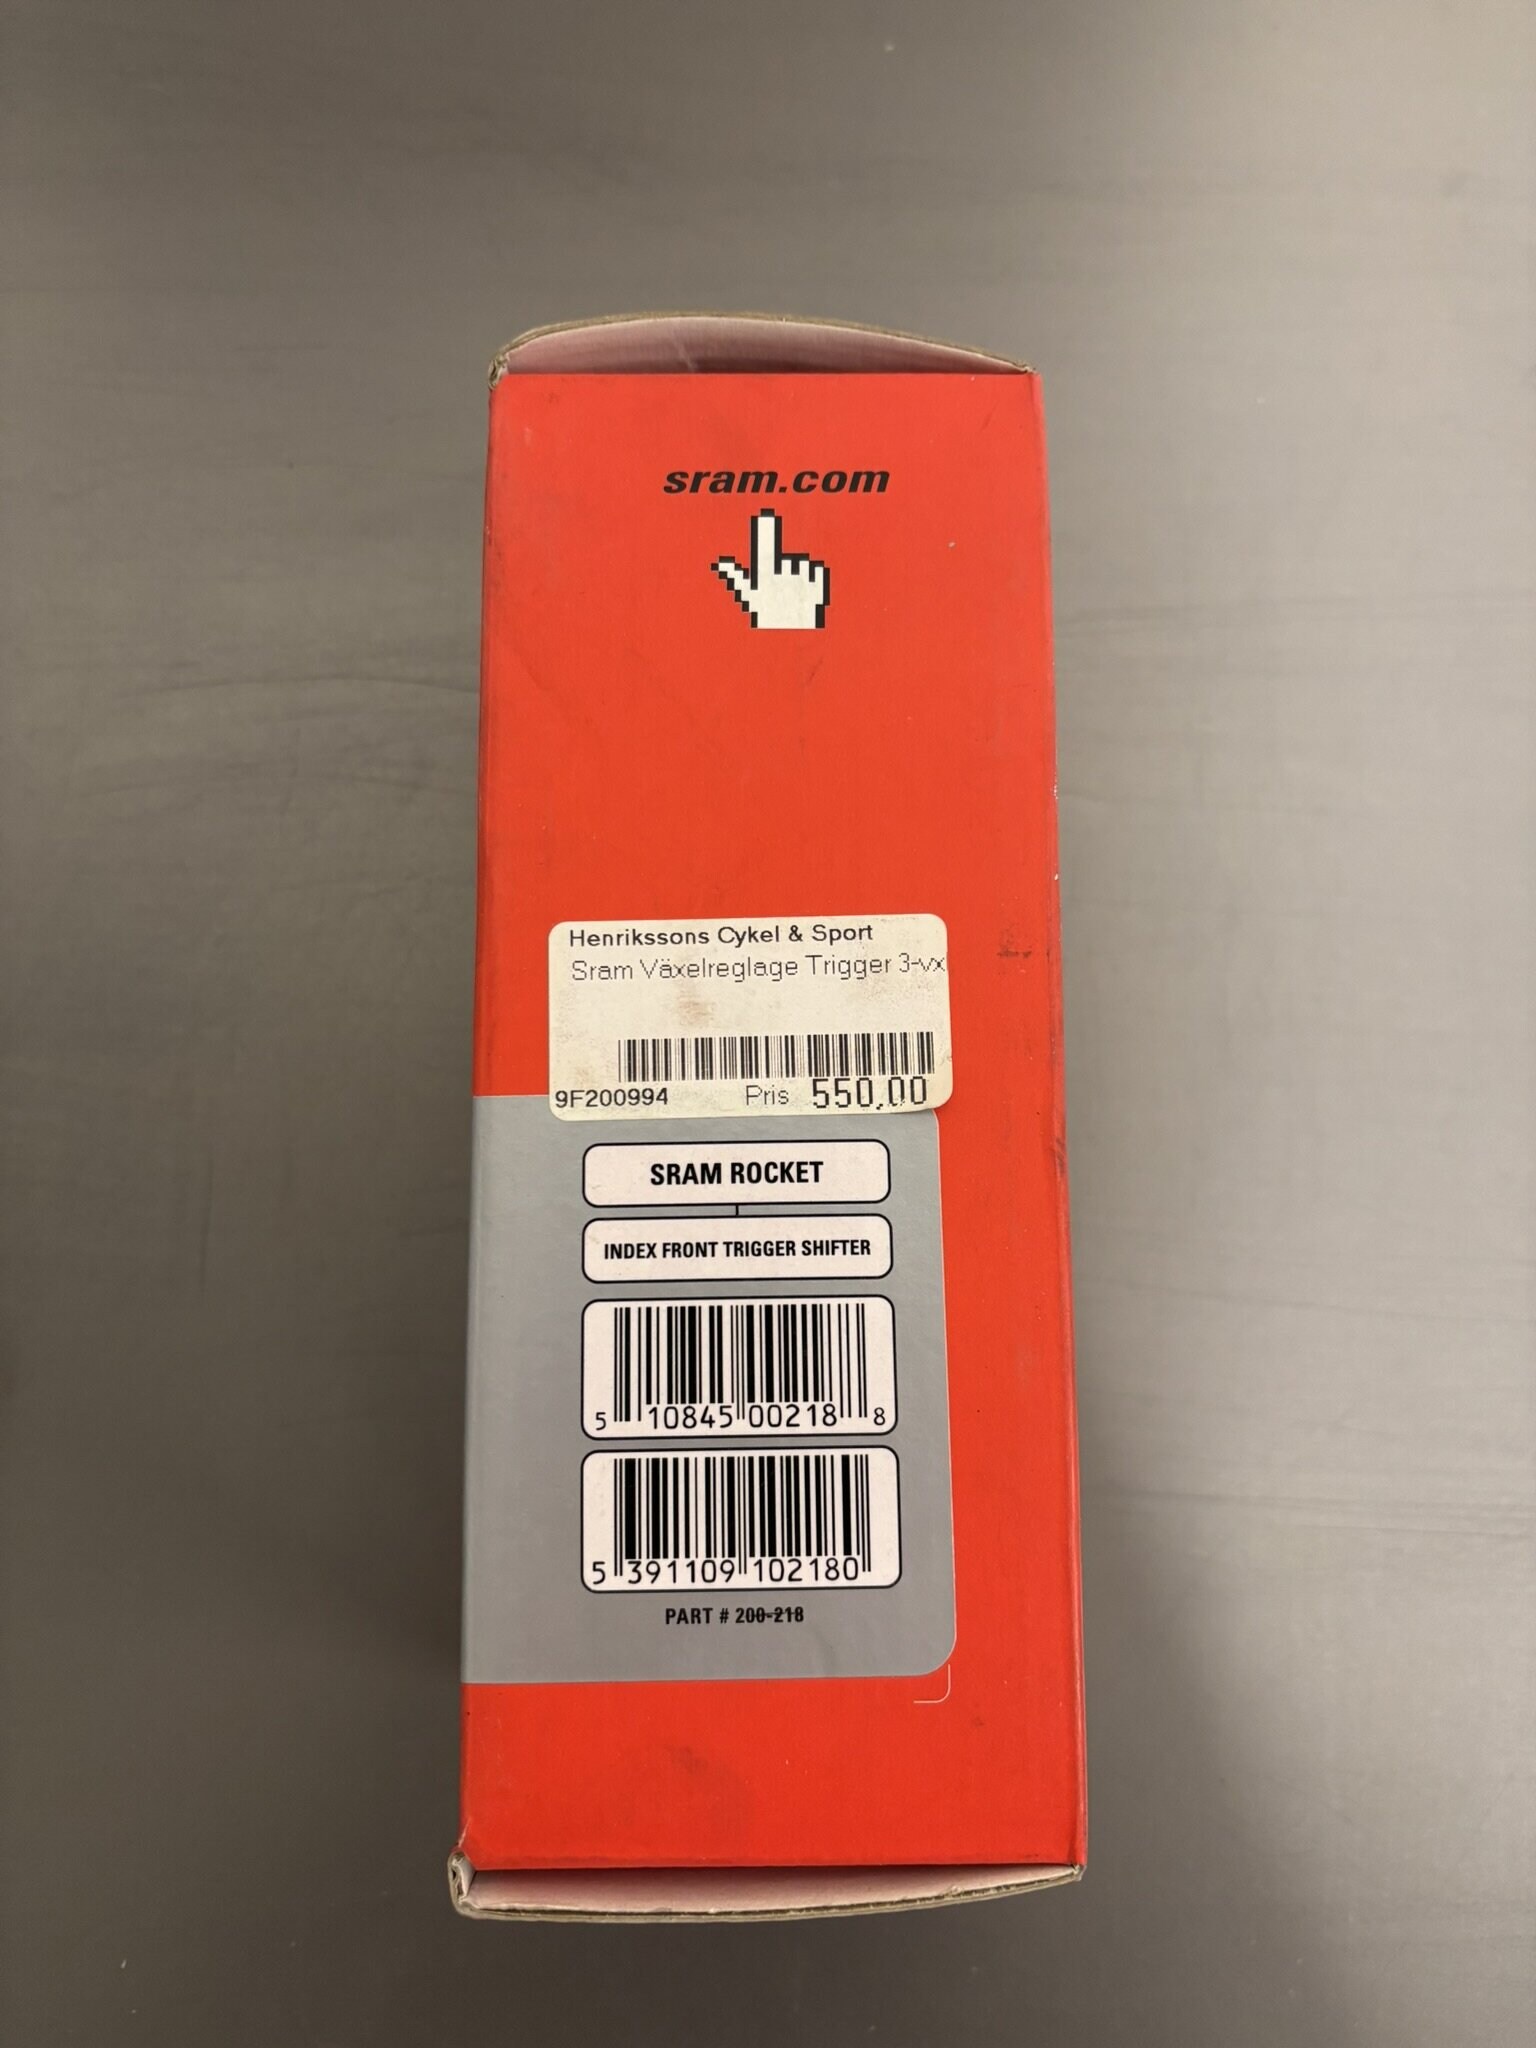 sram.com
Henrikssons Cykel & Sport
Sram Växelreglage Trigger 3-vx
9F200994 Pris 550,00
SRAM ROCKET
INDEX FRONT TRIGGER SHIFTER
5 10845 00218 8
5 391109 102180
PART # 200-218